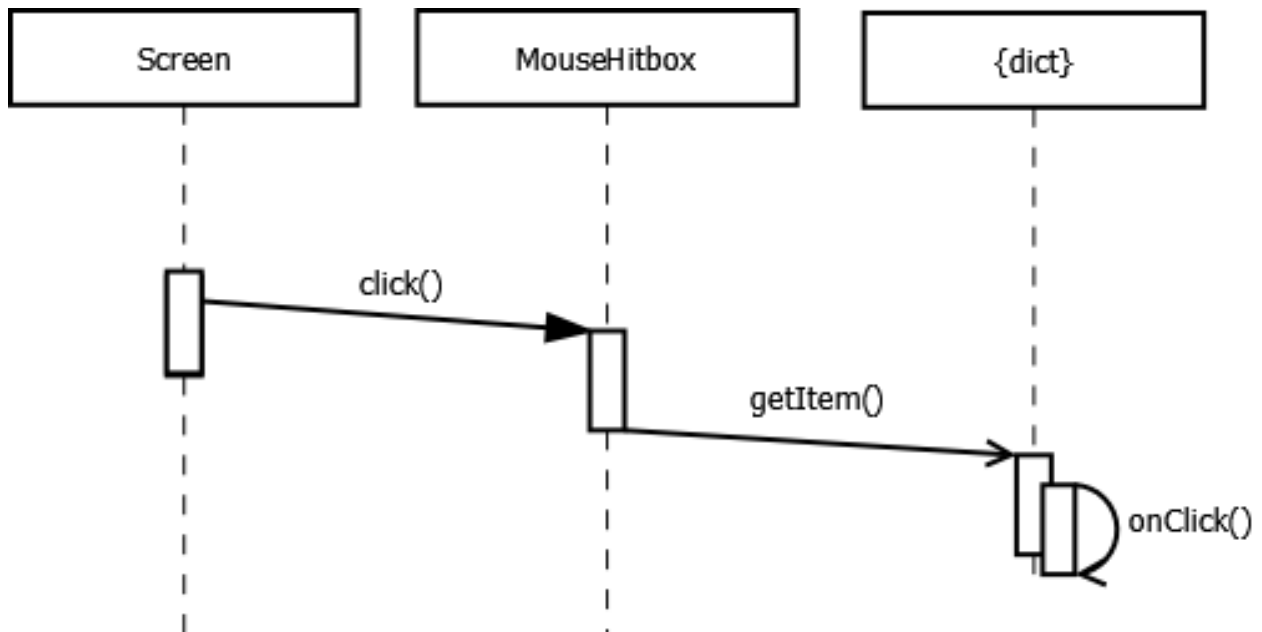 Screen
MouseHitbox
{dict}
click()
getItem()
onClick()